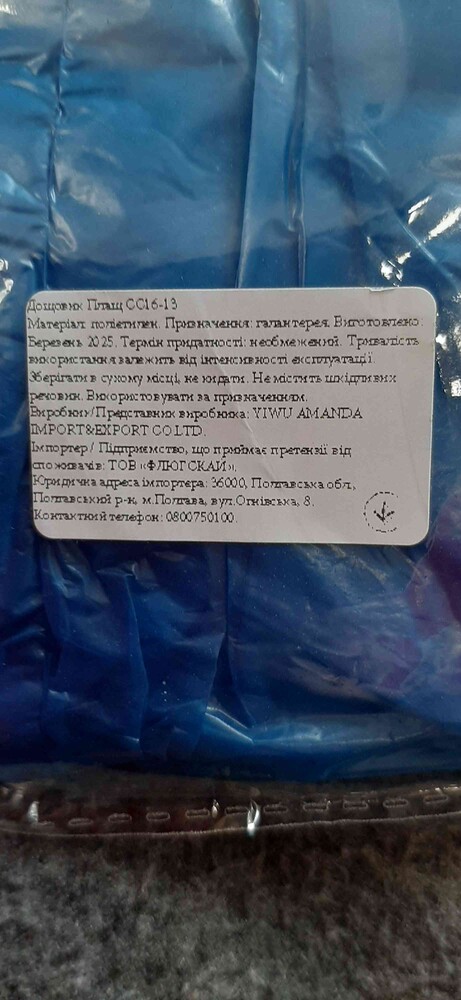 Дощовик Плащ CC16-13
Матеріал: поліетилен. Призначення: галантерея. Виготовлено:
Березень 2025. Термін придатності: необмежений. Тривалість
використання залежить від інтенсивності експлуатації.
Зберігати в сухому місці, не кидати. Не містить шкідливих
речовин. Використовувати за призначенням.
Виробник/Представник виробника: YIWU AMANDA
IMPORT&EXPORT CO.LTD.
Імпортер/ Підприємство, що приймає претензії від
споживачів: ТОВ «ФЛЮГСКАЙ»,
Юридична адреса імпортера: 36000, Полтавська обл.,
Полтавський р-н, м.Полтава, вул.Огнівська, 8.
Контактний телефон: 0800750100.